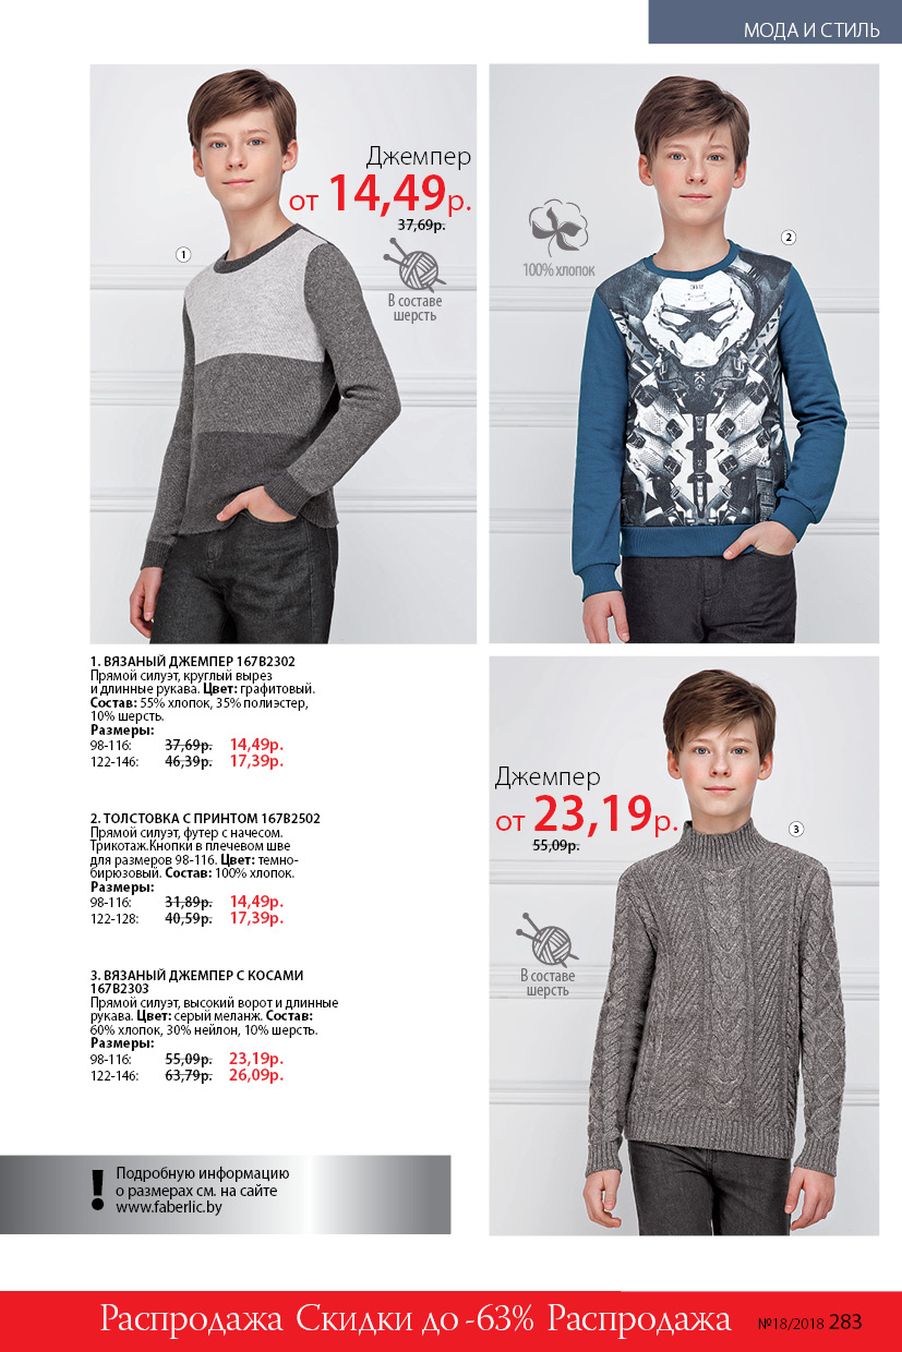 МОДА И СТИЛЬ
Джемпер
от 14,49р.
37,69р.
1
В составе
шерсть
100% хлопок
2
1. ВЯЗАНЫЙ ДЖЕМПЕР 167B2302
Прямой силуэт, круглый вырез
и длинные рукава. Цвет: графитовый.
Состав: 55% хлопок, 35% полиэстер,
10% шерсть.
Размеры:
98-116: 37,69р. 14,49р.
122-146: 46,39р. 17,39р.
2. ТОЛСТОВКА С ПРИНТОМ 167B2502
Прямой силуэт, футер с начесом.
Трикотаж.Кнопки в плечевом шве
для размеров 98-116. Цвет: темно-
бирюзовый. Состав: 100% хлопок.
Размеры:
98-116: 31,89р. 14,49р.
122-128: 40,59р. 17,39р.
3. ВЯЗАНЫЙ ДЖЕМПЕР С КОСАМИ
167B2303
Прямой силуэт, высокий ворот и длинные
рукава. Цвет: серый меланж. Состав:
60% хлопок, 30% нейлон, 10% шерсть.
Размеры:
98-116: 55,09р. 23,19р.
122-146: 63,79р. 26,09р.
Джемпер
от 23,19р.
55,09р.
3
В составе
шерсть
! Подробную информацию
о размерах см. на сайте
www.faberlic.by
Распродажа Скидки до -63% Распродажа
№18/2018 283